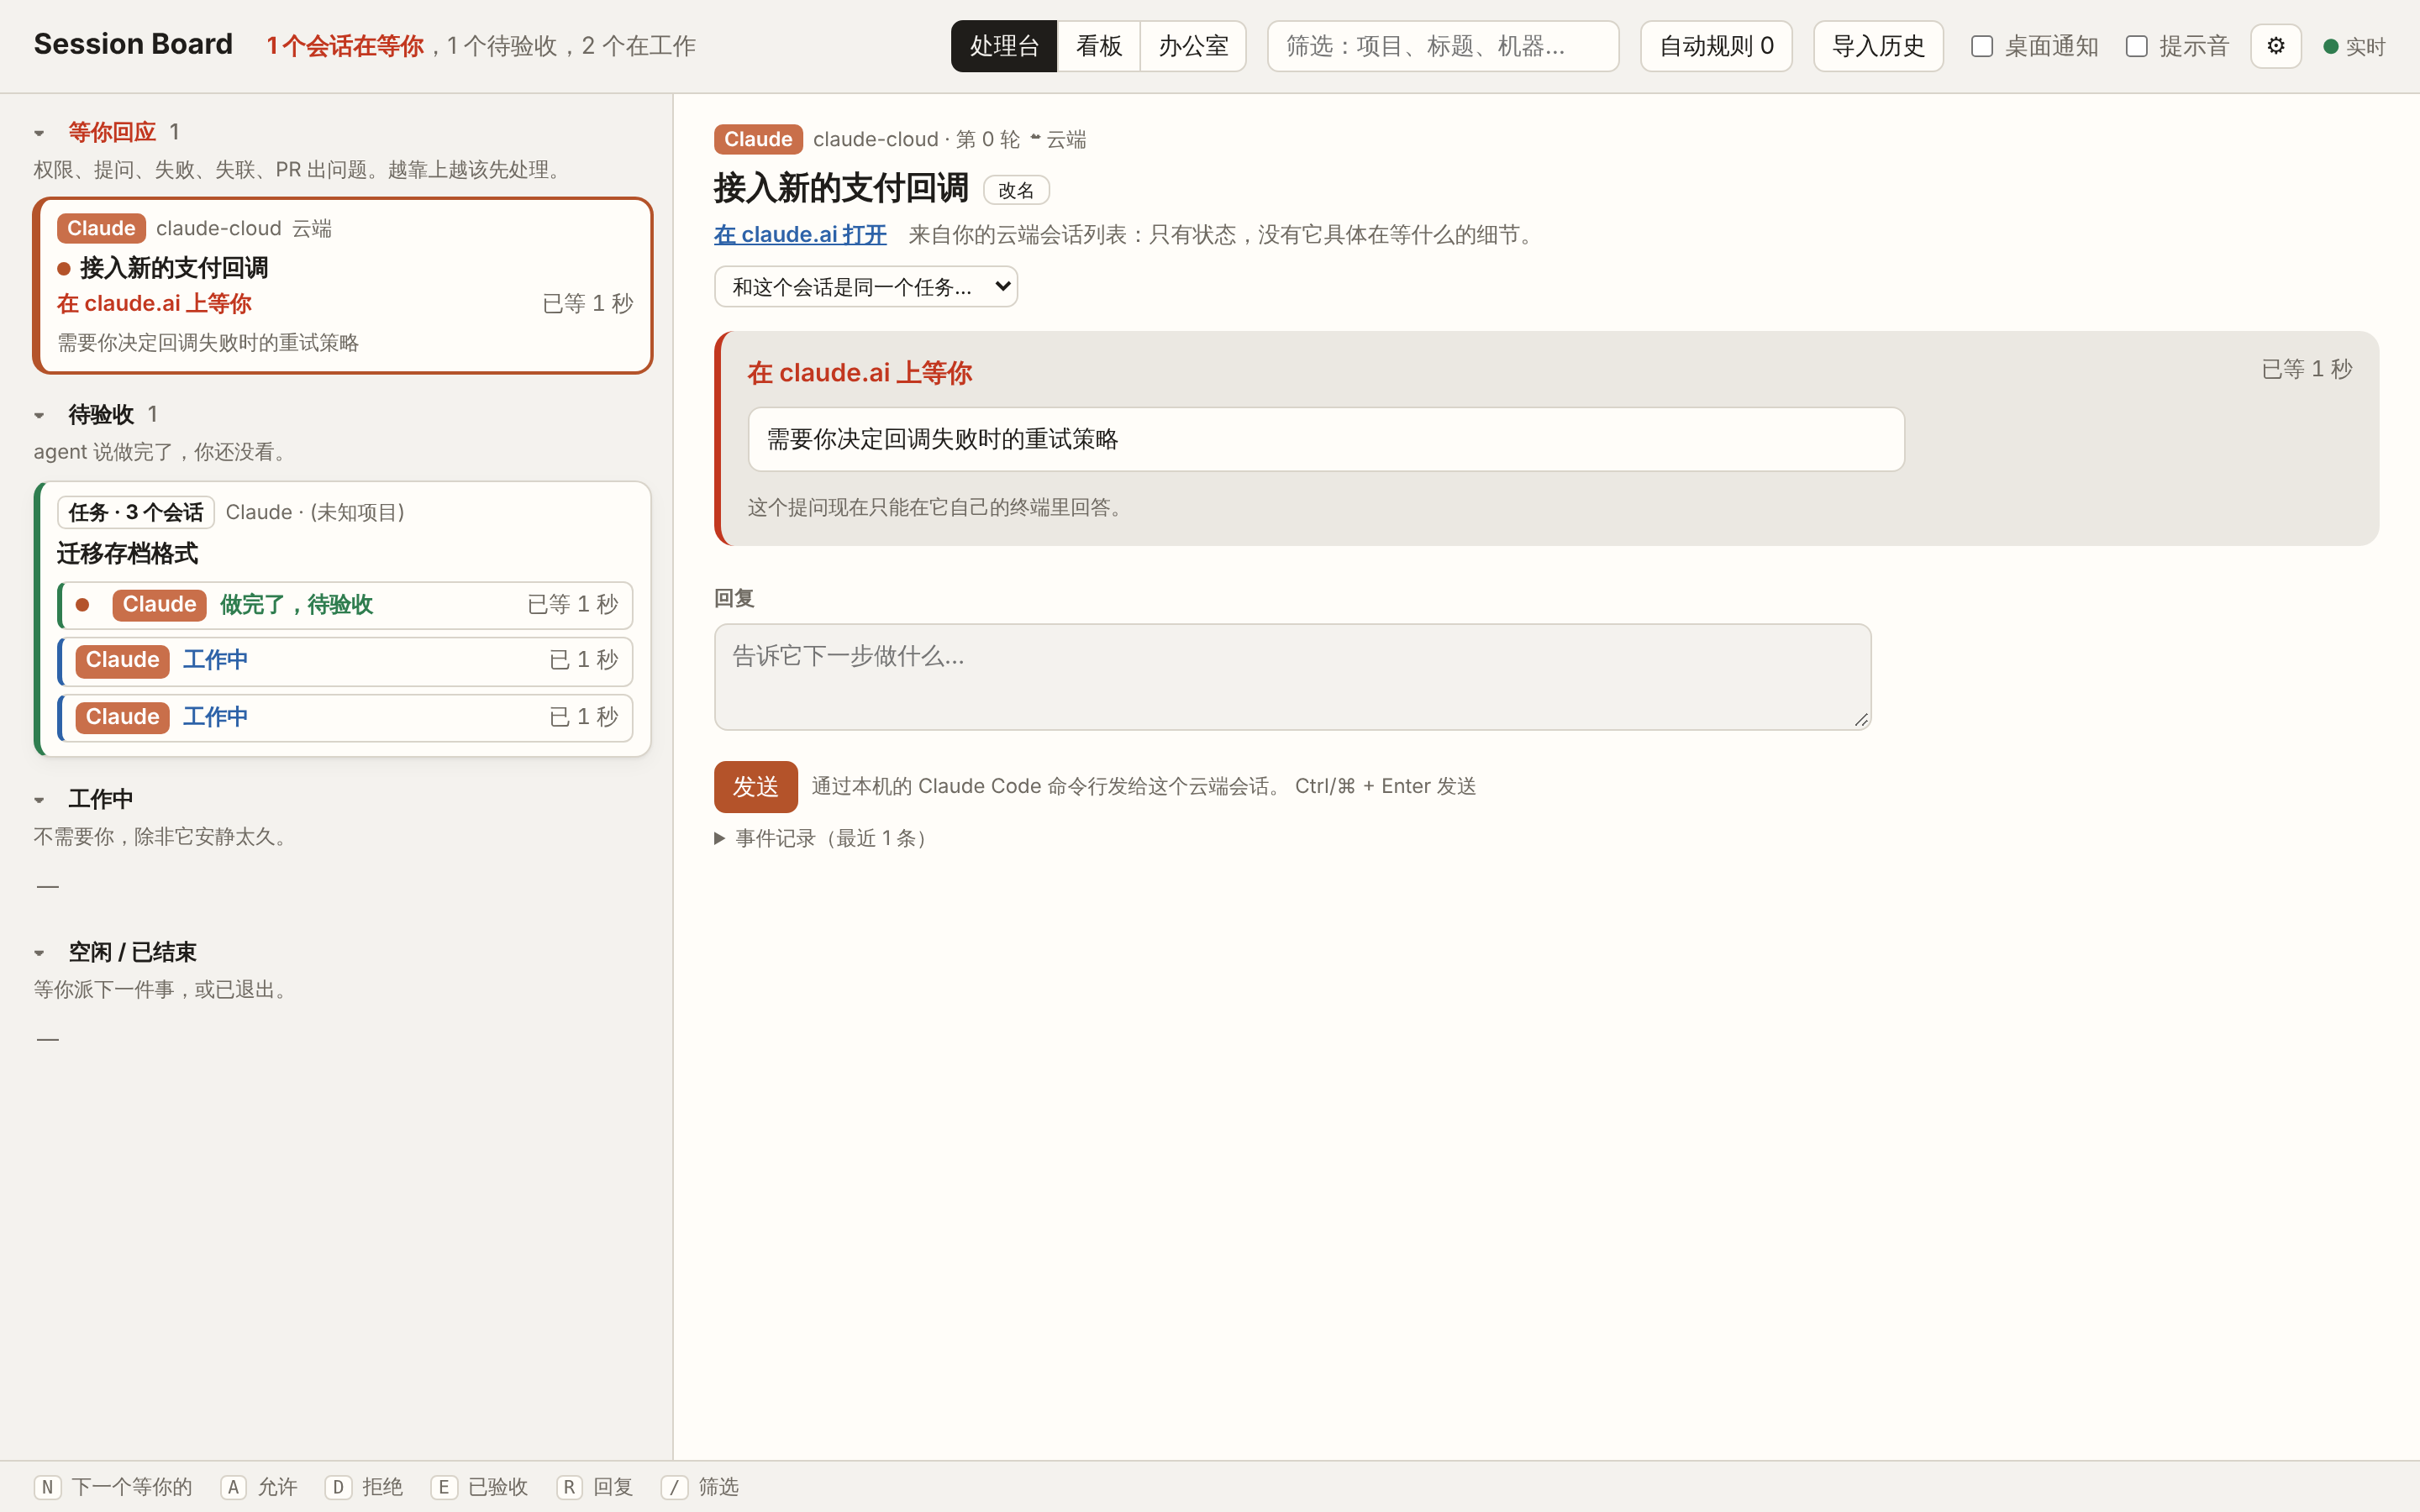 Session Board 1 个会话在等你，1 个待验收，2 个在工作 处理台 看板 办公室 筛选：项目、标题、机器… 自动规则 0 导入历史 桌面通知 提示音 ⚙ 实时
等你回应 1
权限、提问、失败、失联、PR 出问题。越靠上越该先处理。
Claude claude-cloud 云端
接入新的支付回调
在 claude.ai 上等你 已等 1 秒
需要你决定回调失败时的重试策略
待验收 1
agent 说做完了，你还没看。
任务 · 3 个会话 Claude · (未知项目)
迁移存档格式
Claude 做完了，待验收 已等 1 秒
Claude 工作中 已 1 秒
Claude 工作中 已 1 秒
工作中
不需要你，除非它安静太久。
—
空闲 / 已结束
等你派下一件事，或已退出。
—
Claude claude-cloud · 第 0 轮 ☁ 云端
接入新的支付回调 改名
在 claude.ai 打开 来自你的云端会话列表：只有状态，没有它具体在等什么的细节。
和这个会话是同一个任务…
在 claude.ai 上等你 已等 1 秒
需要你决定回调失败时的重试策略
这个提问现在只能在它自己的终端里回答。
回复
告诉它下一步做什么…
发送 通过本机的 Claude Code 命令行发给这个云端会话。 Ctrl/⌘ + Enter 发送
▶ 事件记录（最近 1 条）
N 下一个等你的 A 允许 D 拒绝 E 已验收 R 回复 / 筛选